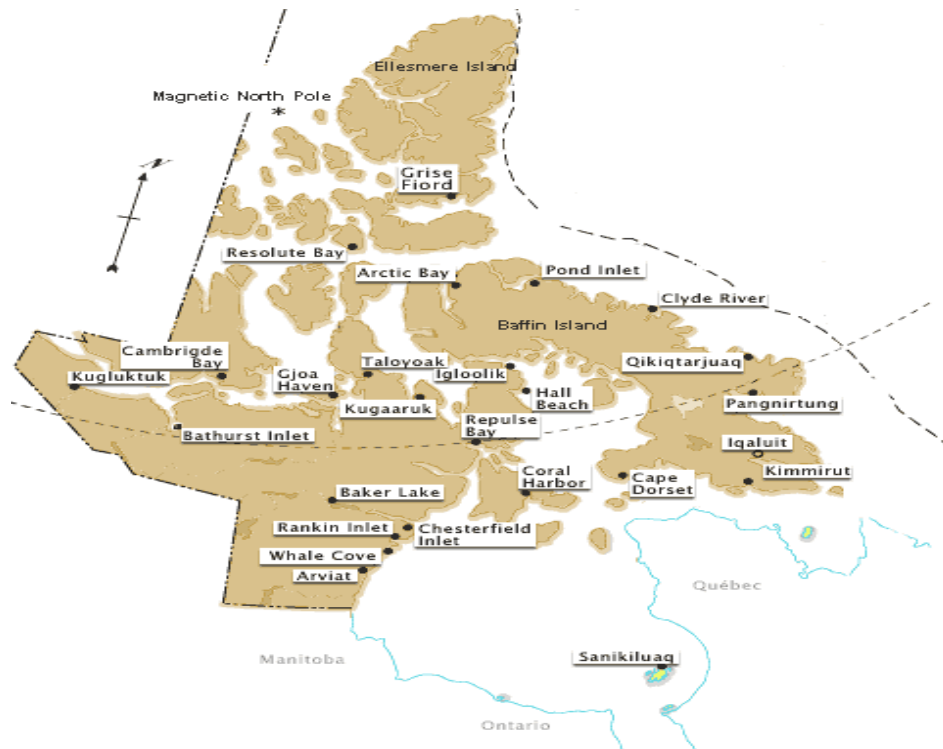 Ellesmere Island
Magnetic North Pole
N
Grise
Fiord
Resolute Bay
Arctic Bay
Pond Inlet
Clyde River
Baffin Island
Cambrigde
Bay
Kugluktuk
Gjoa
Haven
Taloyoak
Igloolik
Qikiqtarjuaq
Kugaaruk
Hall
Beach
Pangnirtung
Repulse
Bay
Bathurst Inlet
Iqaluit
Coral
Harbor
Cape
Dorset
Kimmirut
Baker Lake
Rankin Inlet
Chesterfield
Inlet
Whale Cove
Arviat
Québec
Manitoba
Sanikiluaq
Ontario